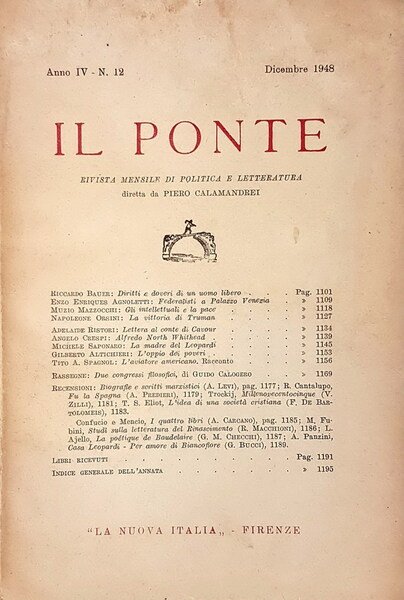 Anno IV - N. 12 Dicembre 1948
IL PONTE
RIVISTA MENSILE DI POLITICA E LETTERATURA
diretta da PIERO CALAMANDREI
RICCARDO BAUER: Diritti e doveri di un uomo libero . . . . Pag. 1101
ENZO ENRIQUES AGNOLETTI: Federalisti a Palazzo Venezia » 1109
MUZIO MAZZOCCHI: Gli intellettuali e la pace . . . . . » 1118
NAPOLEONE ORSINI: La vittoria di Truman . . . . . » 1127
ADELAIDE RISTORI: Lettera al conte di Cavour . . . . » 1134
ANGELO CRESPI: Alfredo North Whithead . . . . . . » 1139
MICHELE SAPONARO: La madre del Leopardi . . . . . » 1145
GILBERTO ALTICHIERI: L'oppio dei poveri . . . . . . » 1153
TITO A. SPAGNOL: L'aviatore americano. Racconto . . . . » 1156
RASSEGNE: Due congressi filosofici, di GUIDO CALOGERO . . . » 1169
RECENSIONI: Biografie e scritti marxistici (A. LEVI), pag. 1177; R. Cantalupo,
Fu la Spagna (A. PREDIERI), 1179; Trockij, Millenovecentocinque (V.
ZILLI), 1181; T. S. Eliot, L'idea di una società cristiana (F. DE BAR-
TOLOMEIS), 1183.
Confucio e Mencio, I quattro libri (A. CARCANO), pag. 1185; M. Fu-
bini, Studi sulla letteratura del Rinascimento (R. MACCHIONI), 1186; L.
Ajello, La poétique de Baudelaire (G. M. CHECCHI), 1187; A. Panzini,
Casa Leopardi - Per amore di Biancofiore (G. BUCCI), 1189.
LIBRI RICEVUTI . . . . . . . . . . Pag. 1191
INDICE GENERALE DELL'ANNATA . . . . . . . » 1195
"LA NUOVA ITALIA„ - FIRENZE